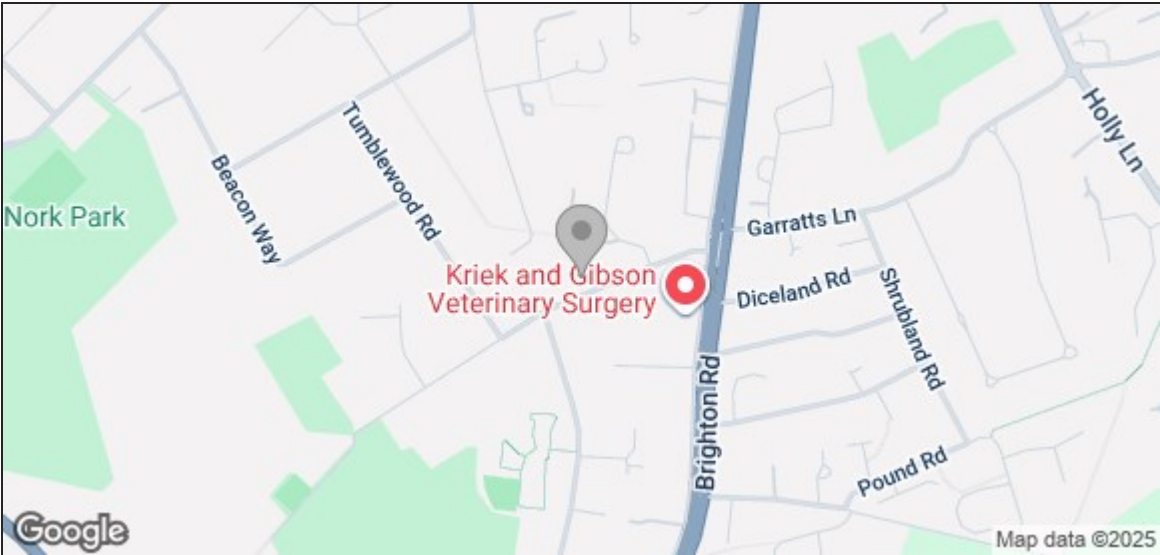 Holly Ln
Tumblewood Rd
Beacon Way
Nork Park
Garratts Ln
Kriek and Gibson
Veterinary Surgery
Diceland Rd
Shrubland Rd
Brighton Rd
Pound Rd
Google
Map data ©2025